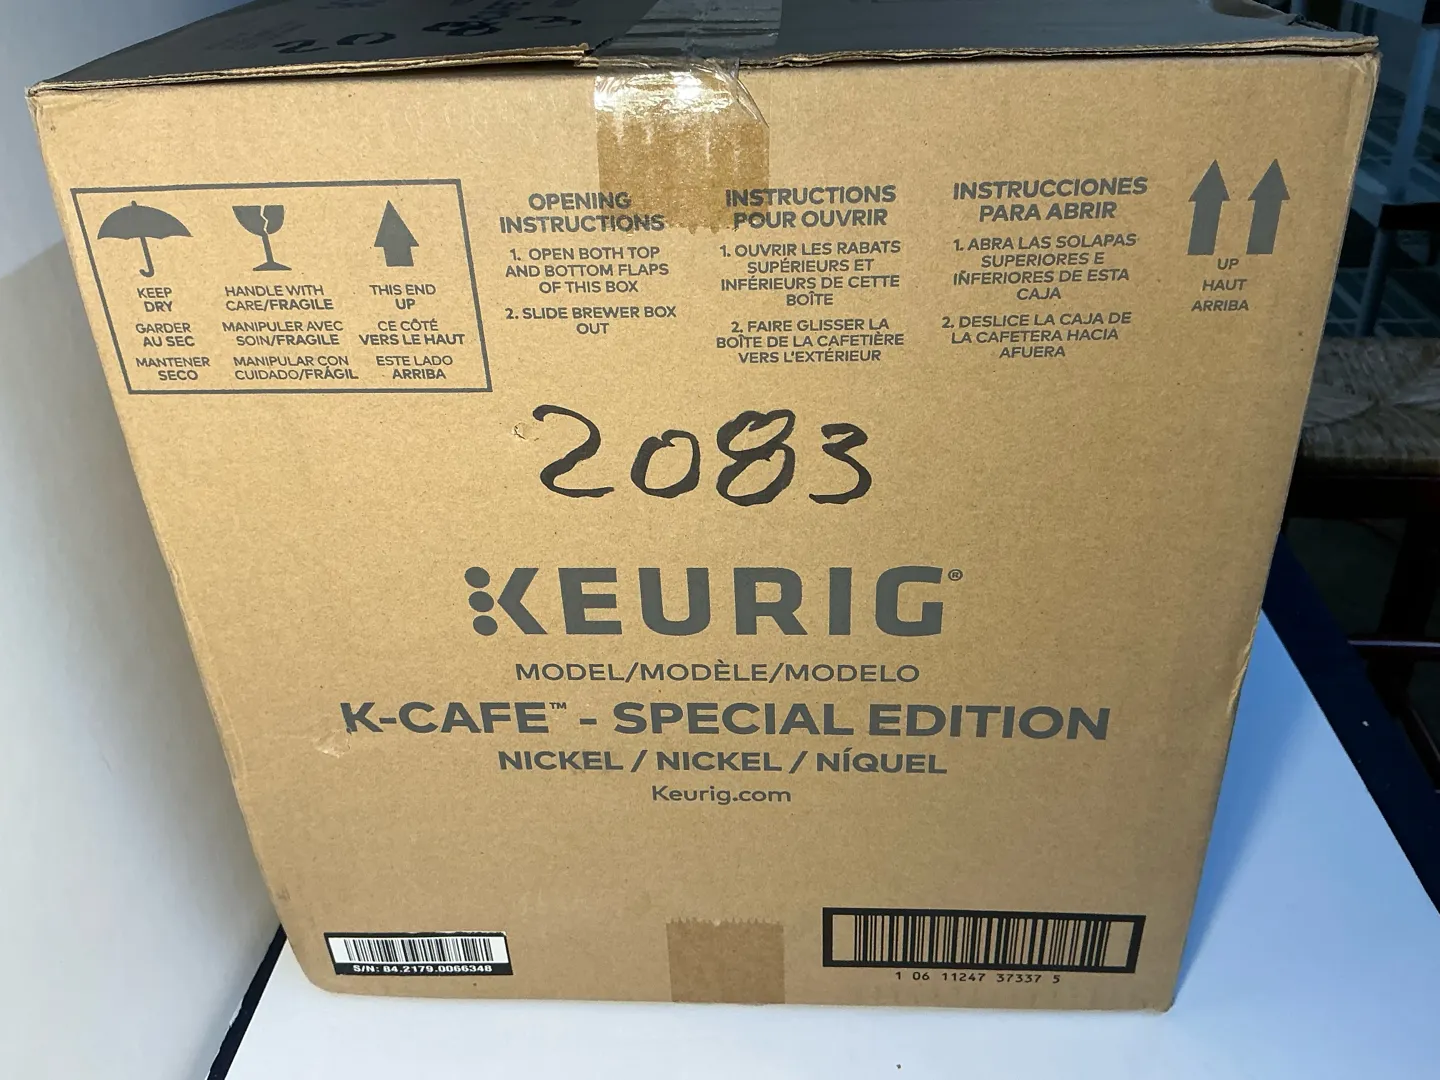 2083
KEEP
DRY
GARDER
AU SEC
MANTENER
SECO
HANDLE WITH
CARE/FRAGILE
MANIPULER AVEC
SOIN/FRAGILE
MANIPULAR CON
CUIDADO/FRÁGIL
THIS END
UP
CE CÔTÉ
VERS LE HAUT
ESTE LADO
ARRIBA
OPENING
INSTRUCTIONS
1. OPEN BOTH TOP
AND BOTTOM FLAPS
OF THIS BOX
2. SLIDE BREWER BOX
OUT
INSTRUCTIONS
POUR OUVRIR
1. OUVRIR LES RABATS
SUPÉRIEURS ET
INFÉRIEURS DE CETTE
BOÎTE
2. FAIRE GLISSER LA
BOÎTE DE LA CAFETIÈRE
VERS L'EXTÉRIEUR
INSTRUCCIONES
PARA ABRIR
1. ABRA LAS SOLAPAS
SUPERIORES E
INFERIORES DE ESTA
CAJA
2. DESLICE LA CAJA DE
LA CAFETERA HACIA
AFUERA
UP
HAUT
ARRIBA
2083
KEURIG®
MODEL/MODÈLE/MODELO
K-CAFE™ - SPECIAL EDITION
NICKEL / NICKEL / NÍQUEL
Keurig.com
S/N: 84.2179.0066348
1 06 11247 37337 5